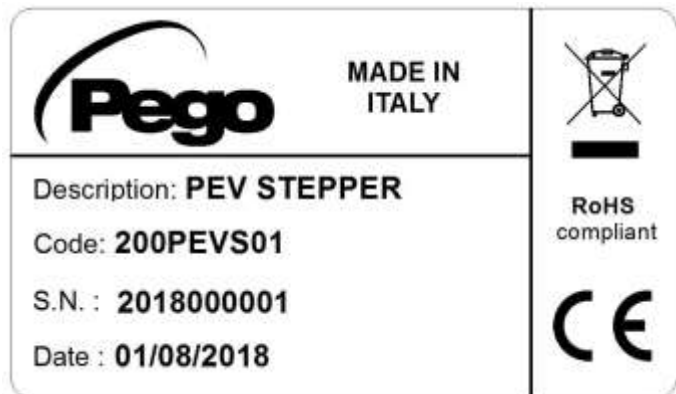 Pego
MADE IN
ITALY
Description: PEV STEPPER
Code: 200PEVS01
S.N. : 2018000001
Date : 01/08/2018
RoHS
compliant
CE